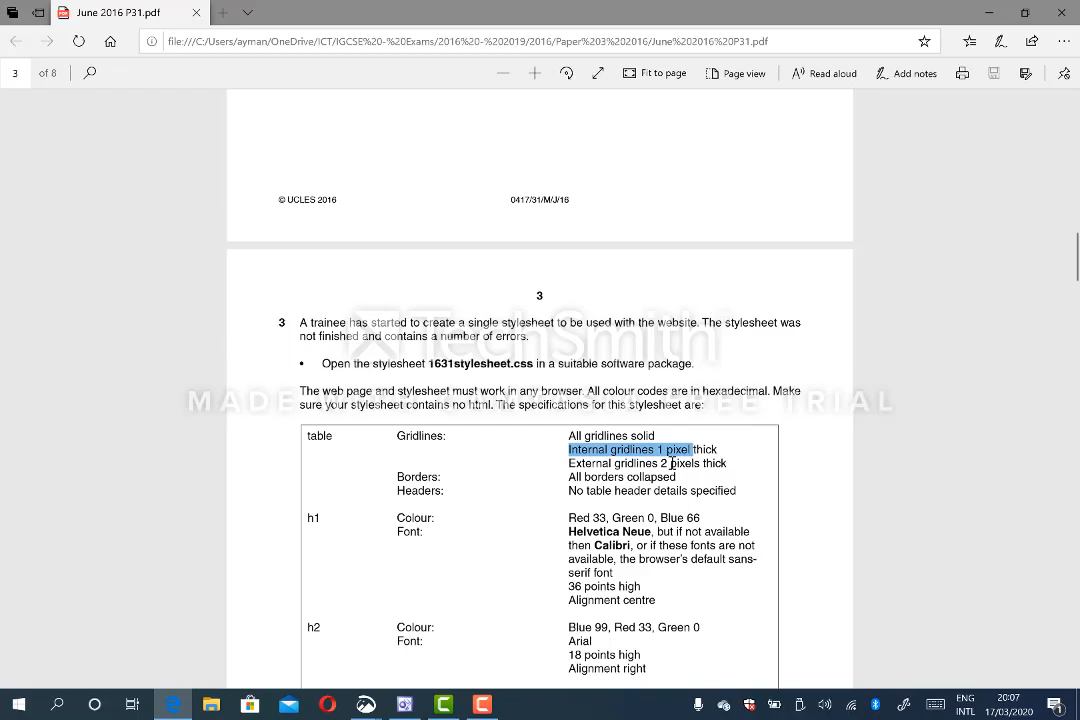 June 2016 P31.pdf
file:///C:/Users/ayman/OneDrive/ICT/IGCSE%20-%20Exams/2016%20-%202019/2016/Paper%203%202016/June%202016%20P31.pdf
3 of 8 Fit to page Page view Read aloud Add notes
© UCLES 2016 0417/31/M/J/16
3
3 A trainee has started to create a single stylesheet to be used with the website. The stylesheet was
not finished and contains a number of errors.
TechSmith
• Open the stylesheet 1631stylesheet.css in a suitable software package.
The web page and stylesheet must work in any browser. All colour codes are in hexadecimal. Make
sure your stylesheet contains no html. The specifications for this stylesheet are:
table Gridlines: All gridlines solid
Internal gridlines 1 pixel thick
External gridlines 2 pixels thick
Borders: All borders collapsed
Headers: No table header details specified
h1 Colour: Red 33, Green 0, Blue 66
Font: Helvetica Neue, but if not available
then Calibri, or if these fonts are not
available, the browser's default sans-
serif font
36 points high
Alignment centre
h2 Colour: Blue 99, Red 33, Green 0
Font: Arial
18 points high
Alignment right
ENG 20:07
INTL 17/03/2020
1